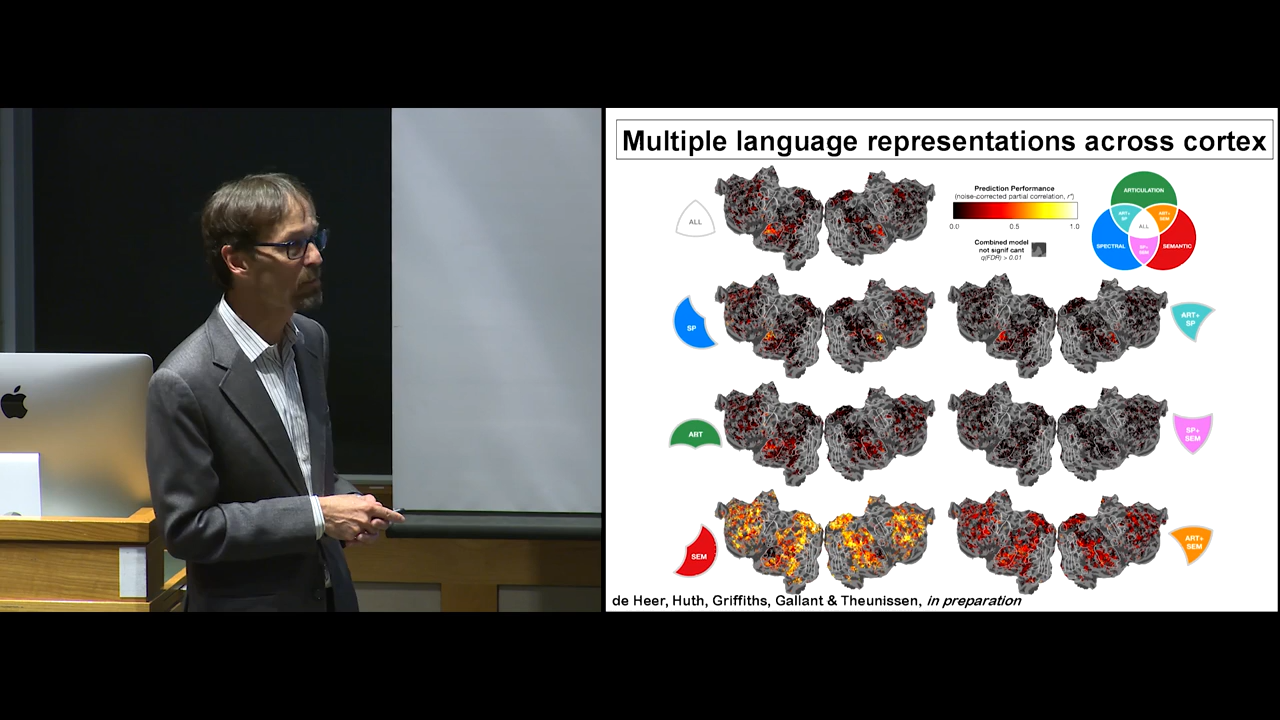 Multiple language representations across cortex
Prediction Performance
(noise-corrected partial correlation, r*)
0.0 0.5 1.0
Combined model
not signif cant
q(FDR) > 0.01
ARTICULATION
ART+
SP
ART+
SEM
ALL
SPECTRAL
SEMANTIC
SP+
SEM
ALL
SP
ART+
SP
ART
SP+
SEM
SEM
ART+
SEM
de Heer, Huth, Griffiths, Gallant & Theunissen, in preparation